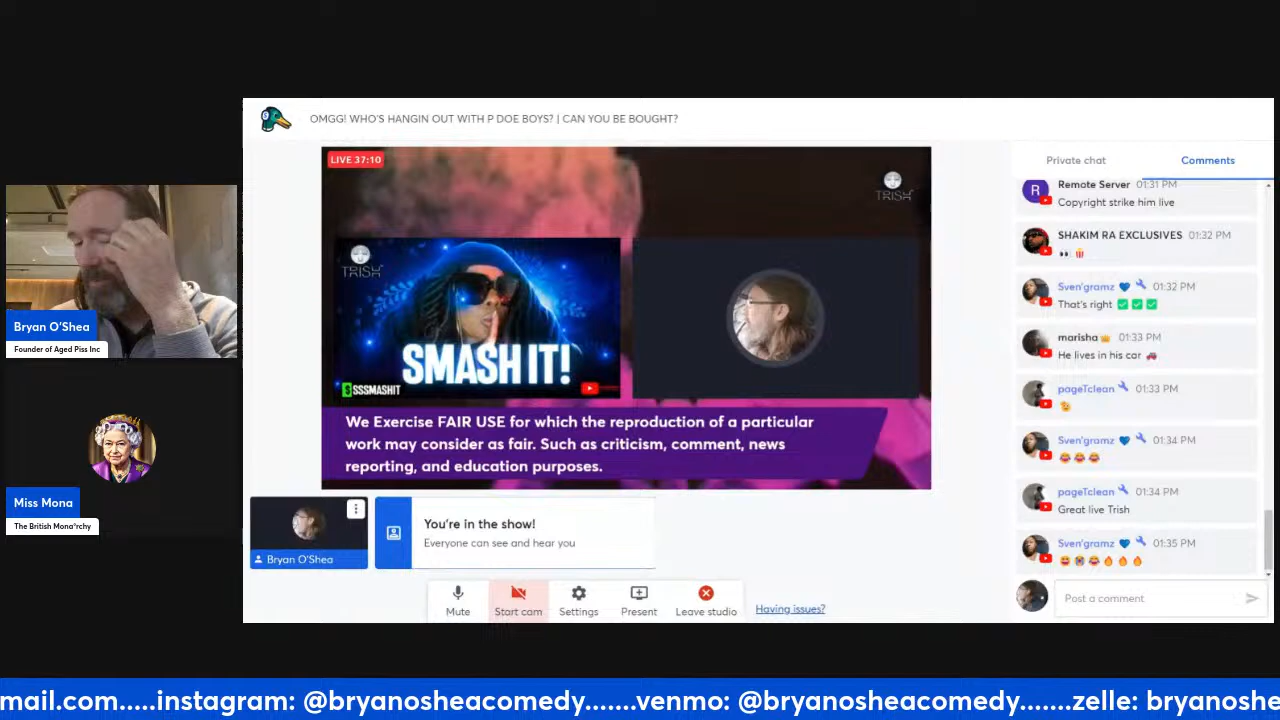 OMGG! WHO'S HANGIN OUT WITH P DOE BOYS? | CAN YOU BE BOUGHT?
Bryan O'Shea
Founder of Aged Piss Inc
Miss Mona
The British Mona*rchy
LIVE 37:10
TRISH
TRISH
SMASH IT!
$SSSMASHIT
We Exercise FAIR USE for which the reproduction of a particular
work may consider as fair. Such as criticism, comment, news
reporting, and education purposes.
Bryan O'Shea
You're in the show!
Everyone can see and hear you
Mute
Start cam
Settings
Present
Leave studio
Having issues?
Private chat
Comments
R
Remote Server 01:31 PM
Copyright strike him live
SHAKIM RA EXCLUSIVES 01:32 PM
👀 🍿
Sven'gramz 💙 🔧 01:32 PM
That's right ✅ ✅ ✅
marisha 👑 01:33 PM
He lives in his car 🚗
pageTclean 🔧 01:33 PM
Sven'gramz 💙 🔧 01:34 PM
😂 😂 😂
pageTclean 🔧 01:34 PM
Great live Trish
Sven'gramz 💙 🔧 01:35 PM
Post a comment
mail.com.....instagram: @bryanosheacomedy.......venmo: @bryanosheacomedy.......zelle: bryanoshe